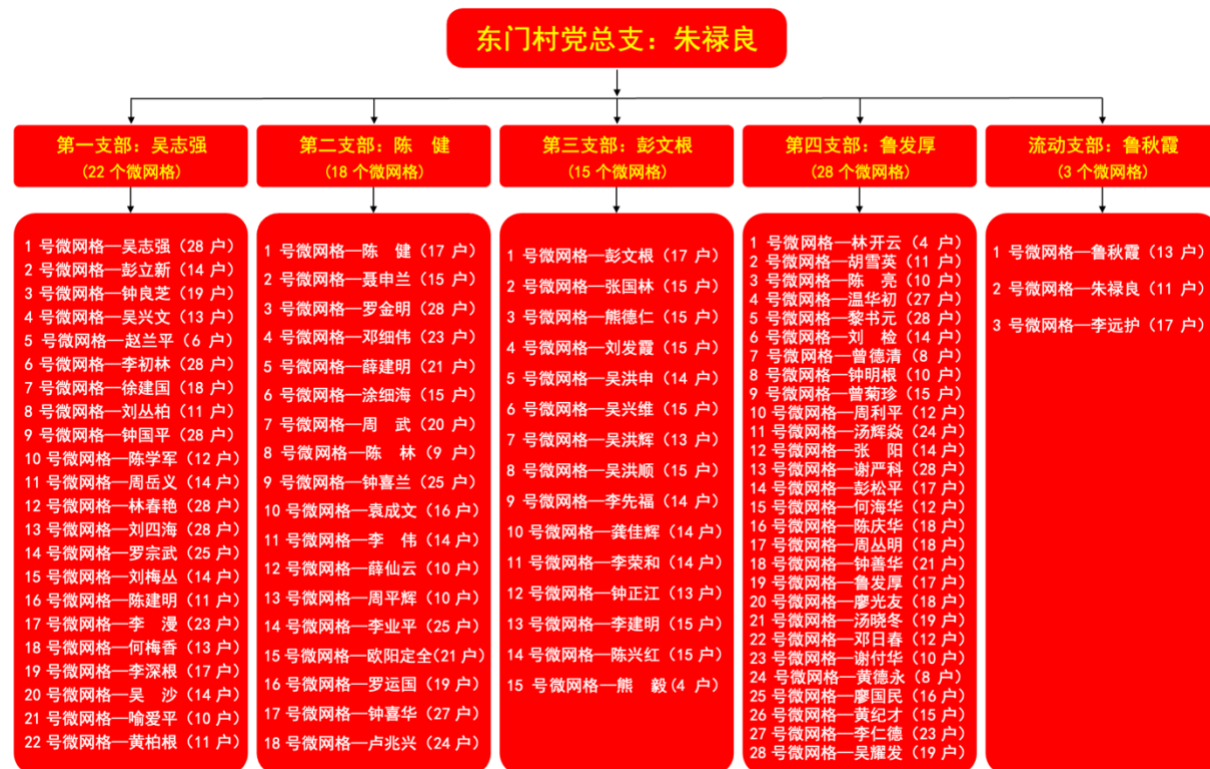 东门村党总支：朱禄良
第一支部：吴志强
（22 个微网格）
1 号微网格—吴志强（28 户）
2 号微网格—彭立新（14 户）
3 号微网格—钟良芝（19 户）
4 号微网格—吴兴文（13 户）
5 号微网格—赵兰平（6 户）
6 号微网格—李初林（28 户）
7 号微网格—徐建国（18 户）
8 号微网格—刘丛柏（11 户）
9 号微网格—钟国平（28 户）
10 号微网格—陈学军（12 户）
11 号微网格—周岳义（14 户）
12 号微网格—林春艳（28 户）
13 号微网格—刘四海（28 户）
14 号微网格—罗宗武（25 户）
15 号微网格—刘梅丛（14 户）
16 号微网格—陈建明（11 户）
17 号微网格—李　漫（23 户）
18 号微网格—何梅香（13 户）
19 号微网格—李深根（17 户）
20 号微网格—吴　沙（14 户）
21 号微网格—喻爱平（10 户）
22 号微网格—黄柏根（11 户）
第二支部：陈　健
（18 个微网格）
1 号微网格—陈　健（17 户）
2 号微网格—聂申兰（15 户）
3 号微网格—罗金明（28 户）
4 号微网格—邓细伟（23 户）
5 号微网格—薛建明（21 户）
6 号微网格—涂细海（15 户）
7 号微网格—周　武（20 户）
8 号微网格—陈　林（9 户）
9 号微网格—钟喜兰（25 户）
10 号微网格—袁成文（16 户）
11 号微网格—李　伟（14 户）
12 号微网格—薛仙云（10 户）
13 号微网格—周平辉（10 户）
14 号微网格—李业平（25 户）
15 号微网格—欧阳定全(21 户)
16 号微网格—罗运国（19 户）
17 号微网格—钟喜华（27 户）
18 号微网格—卢兆兴（24 户）
第三支部：彭文根
（15 个微网格）
1 号微网格—彭文根（17 户）
2 号微网格—张国林（15 户）
3 号微网格—熊德仁（15 户）
4 号微网格—刘发霞（15 户）
5 号微网格—吴洪申（14 户）
6 号微网格—吴兴维（15 户）
7 号微网格—吴洪辉（13 户）
8 号微网格—吴洪顺（15 户）
9 号微网格—李先福（14 户）
10 号微网格—龚佳辉（14 户）
11 号微网格—李荣和（14 户）
12 号微网格—钟正江（13 户）
13 号微网格—李建明（15 户）
14 号微网格—陈兴红（15 户）
15 号微网格—熊　毅(4 户)
第四支部：鲁发厚
（28 个微网格）
1 号微网格—林开云（4 户）
2 号微网格—胡雪英（11 户）
3 号微网格—陈　亮（10 户）
4 号微网格—温华初（27 户）
5 号微网格—黎书元（28 户）
6 号微网格—刘　检（14 户）
7 号微网格—曾德清（8 户）
8 号微网格—钟明根（10 户）
9 号微网格—曾菊珍（15 户）
10 号微网格—周利平（12 户）
11 号微网格—汤辉焱（24 户）
12 号微网格—张　阳（14 户）
13 号微网格—谢严科（28 户）
14 号微网格—彭松平（17 户）
15 号微网格—何海华（12 户）
16 号微网格—陈庆华（18 户）
17 号微网格—周丛明（18 户）
18 号微网格—钟善华（21 户）
19 号微网格—鲁发厚（17 户）
20 号微网格—廖光友（18 户）
21 号微网格—汤晓冬（19 户）
22 号微网格—邓日春（12 户）
23 号微网格—谢付华（10 户）
24 号微网格—黄德永（8 户）
25 号微网格—廖国民（16 户）
26 号微网格—黄纪才（15 户）
27 号微网格—李仁德（23 户）
28 号微网格—吴耀发（19 户）
流动支部：鲁秋霞
（3 个微网格）
1 号微网格—鲁秋霞（13 户）
2 号微网格—朱禄良（11 户）
3 号微网格—李远护（17 户）